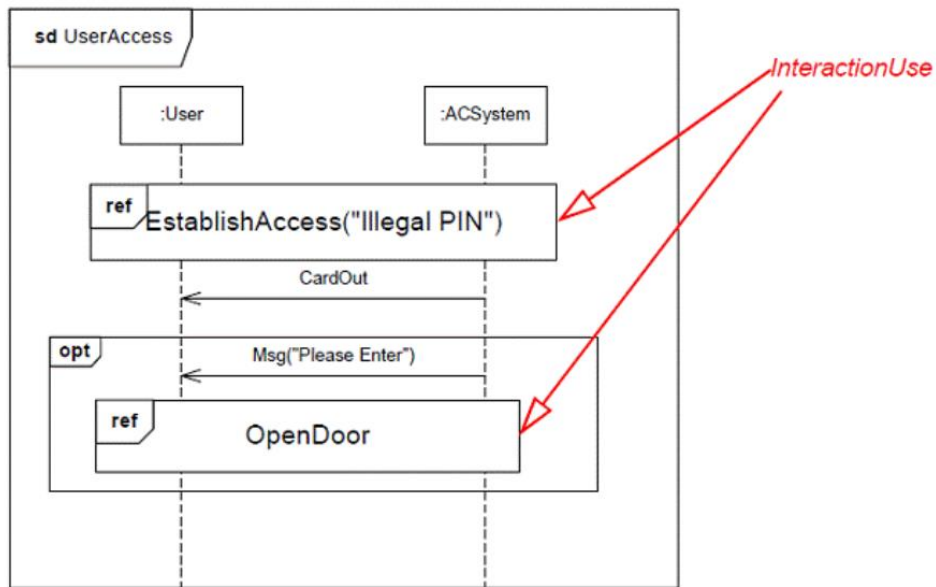 sd UserAccess
InteractionUse
:User
:ACSystem
ref
EstablishAccess("Illegal PIN")
CardOut
opt
Msg("Please Enter")
ref
OpenDoor